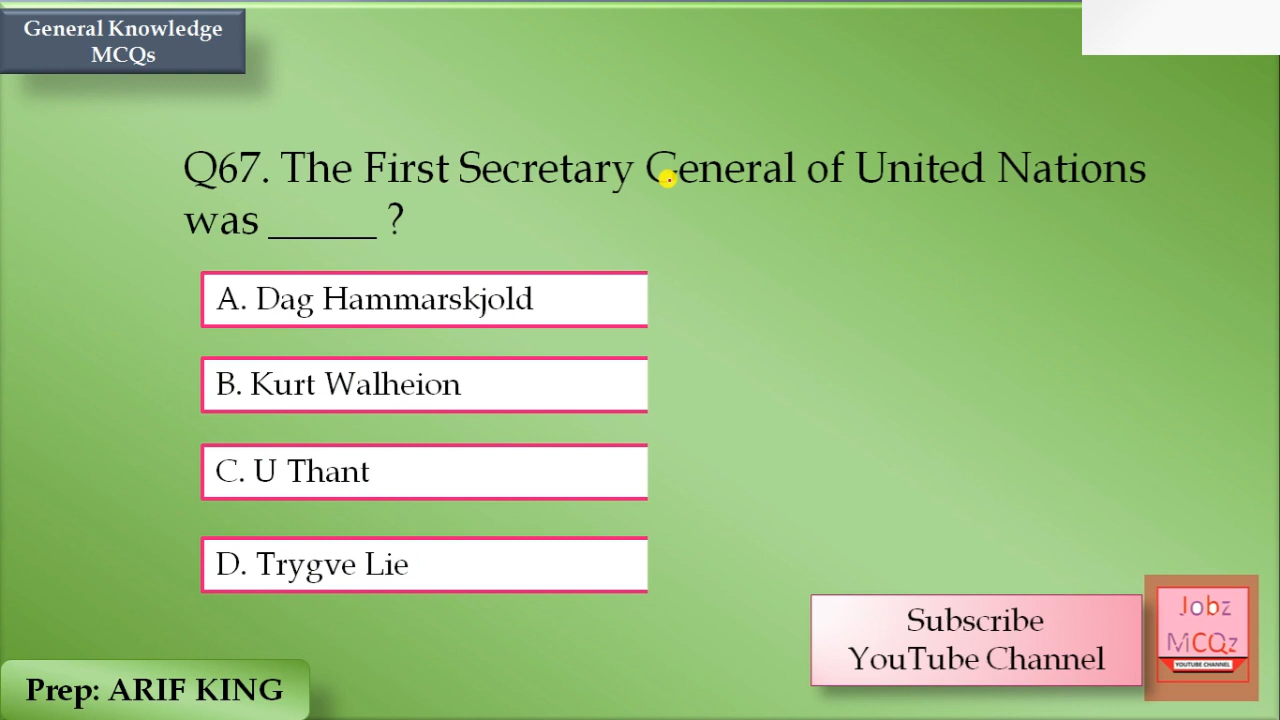 General Knowledge
MCQs
Q67. The First Secretary General of United Nations
was _____ ?
A. Dag Hammarskjold
B. Kurt Walheion
C. U Thant
D. Trygve Lie
Subscribe
YouTube Channel
Jobz
MCQz
YOUTUBE CHANNEL
Prep: ARIF KING